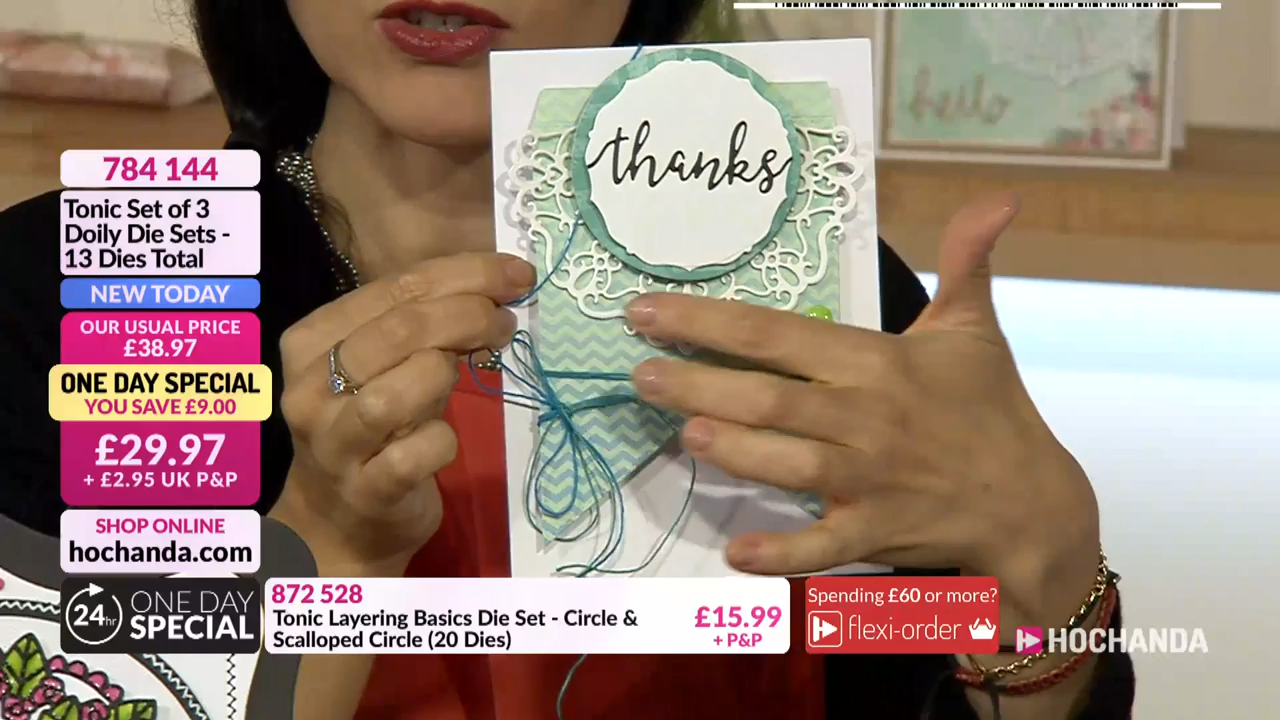 thanks
hello
784 144
Tonic Set of 3
Doily Die Sets -
13 Dies Total
NEW TODAY
OUR USUAL PRICE
£38.97
ONE DAY SPECIAL
YOU SAVE £9.00
£29.97
+ £2.95 UK P&P
SHOP ONLINE
hochanda.com
24hr
ONE DAY
SPECIAL
872 528
Tonic Layering Basics Die Set - Circle &
Scalloped Circle (20 Dies)
£15.99
+ P&P
Spending £60 or more?
flexi-order
HOCHANDA